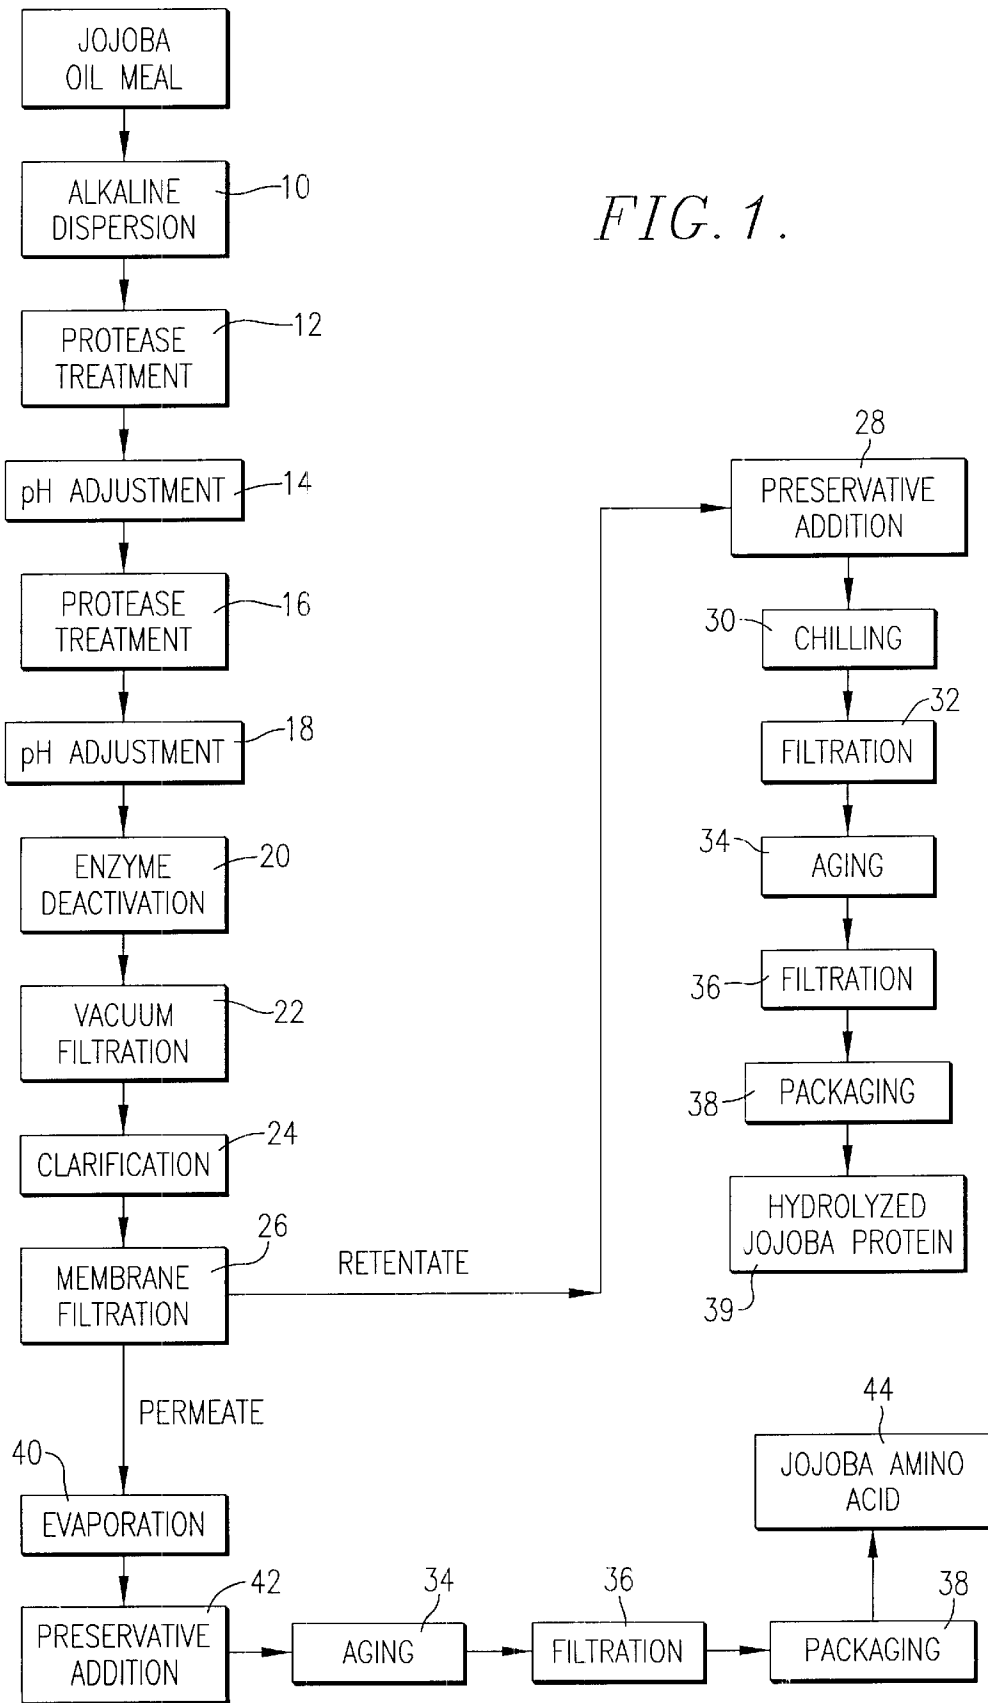 JOJOBA
OIL MEAL
ALKALINE
DISPERSION
10
FIG. 1.
PROTEASE
TREATMENT
12
pH ADJUSTMENT
14
PROTEASE
TREATMENT
16
pH ADJUSTMENT
18
ENZYME
DEACTIVATION
20
VACUUM
FILTRATION
22
CLARIFICATION
24
MEMBRANE
FILTRATION
26
RETENTATE
28
PRESERVATIVE
ADDITION
30
CHILLING
32
FILTRATION
34
AGING
36
FILTRATION
38
PACKAGING
HYDROLYZED
JOJOBA PROTEIN
39
PERMEATE
40
EVAPORATION
42
PRESERVATIVE
ADDITION
34
AGING
36
FILTRATION
38
PACKAGING
44
JOJOBA AMINO
ACID